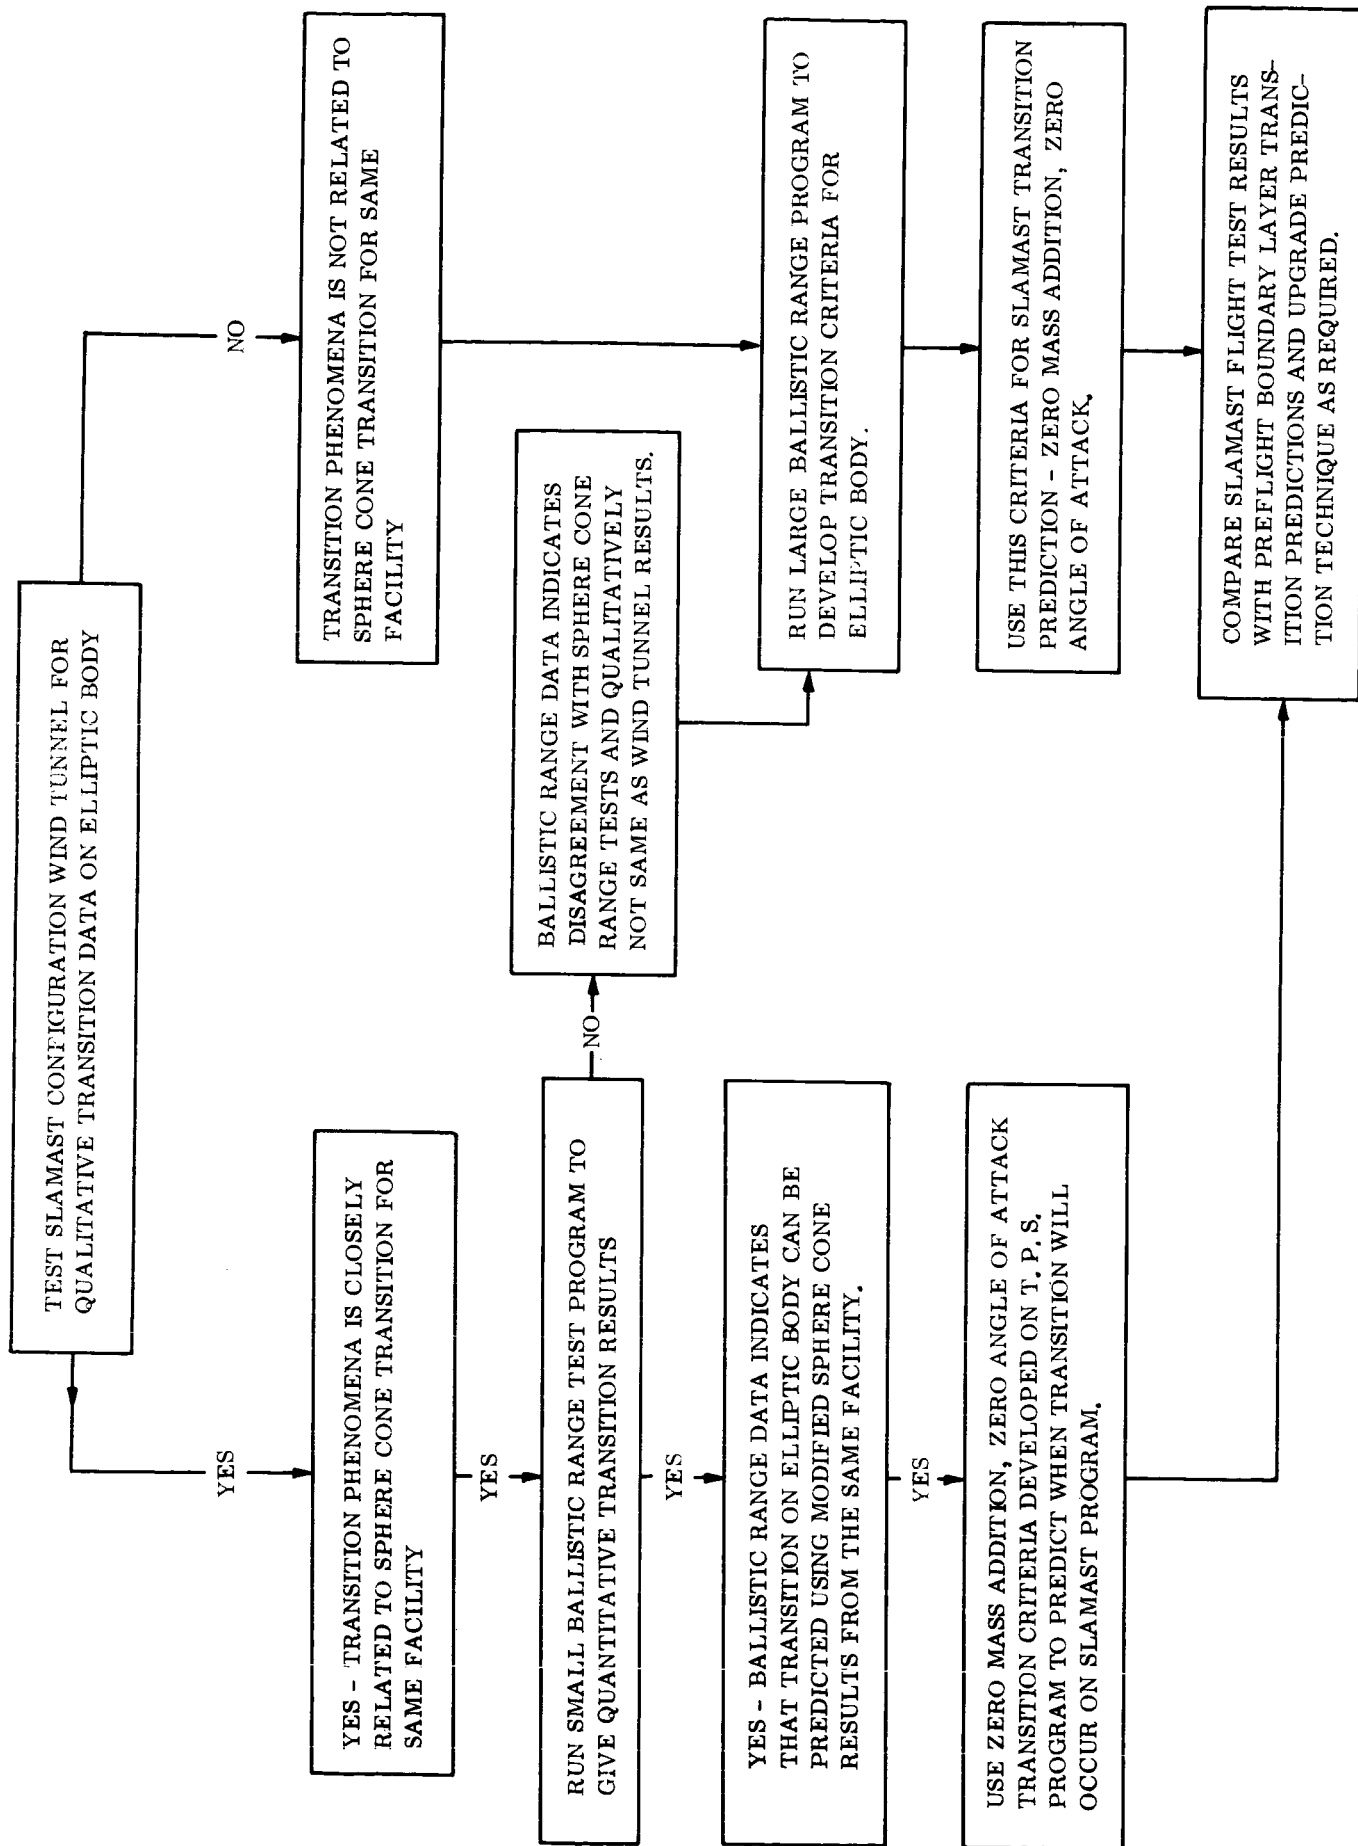 TEST SLAMAST CONFIGURATION WIND TUNNEL FOR
QUALITATIVE TRANSITION DATA ON ELLIPTIC BODY
YES
NO
YES - TRANSITION PHENOMENA IS CLOSELY
RELATED TO SPHERE CONE TRANSITION FOR
SAME FACILITY
TRANSITION PHENOMENA IS NOT RELATED TO
SPHERE CONE TRANSITION FOR SAME
FACILITY
YES
RUN SMALL BALLISTIC RANGE TEST PROGRAM TO
GIVE QUANTITATIVE TRANSITION RESULTS
NO
BALLISTIC RANGE DATA INDICATES
DISAGREEMENT WITH SPHERE CONE
RANGE TESTS AND QUALITATIVELY
NOT SAME AS WIND TUNNEL RESULTS.
YES
YES - BALLISTIC RANGE DATA INDICATES
THAT TRANSITION ON ELLIPTIC BODY CAN BE
PREDICTED USING MODIFIED SPHERE CONE
RESULTS FROM THE SAME FACILITY.
RUN LARGE BALLISTIC RANGE PROGRAM TO
DEVELOP TRANSITION CRITERIA FOR
ELLIPTIC BODY.
YES
USE ZERO MASS ADDITION, ZERO ANGLE OF ATTACK
TRANSITION CRITERIA DEVELOPED ON T. P. S.
PROGRAM TO PREDICT WHEN TRANSITION WILL
OCCUR ON SLAMAST PROGRAM.
USE THIS CRITERIA FOR SLAMAST TRANSITION
PREDICTION - ZERO MASS ADDITION, ZERO
ANGLE OF ATTACK.
COMPARE SLAMAST FLIGHT TEST RESULTS
WITH PREFLIGHT BOUNDARY LAYER TRANS-
ITION PREDICTIONS AND UPGRADE PREDIC-
TION TECHNIQUE AS REQUIRED.